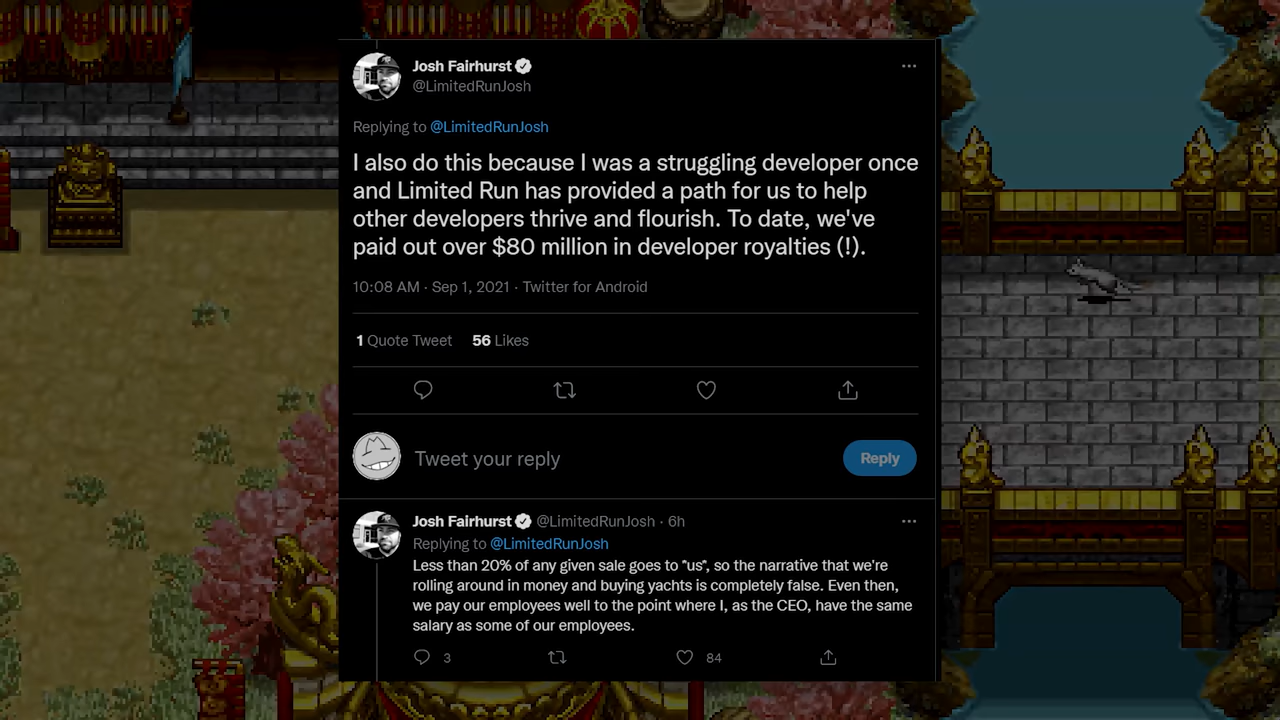 Josh Fairhurst
@LimitedRunJosh
Replying to @LimitedRunJosh
I also do this because I was a struggling developer once
and Limited Run has provided a path for us to help
other developers thrive and flourish. To date, we've
paid out over $80 million in developer royalties (!).
10:08 AM · Sep 1, 2021 · Twitter for Android
1 Quote Tweet 56 Likes
Tweet your reply
Reply
Josh Fairhurst @LimitedRunJosh · 6h
Replying to @LimitedRunJosh
Less than 20% of any given sale goes to "us", so the narrative that we're
rolling around in money and buying yachts is completely false. Even then,
we pay our employees well to the point where I, as the CEO, have the same
salary as some of our employees.
3 84